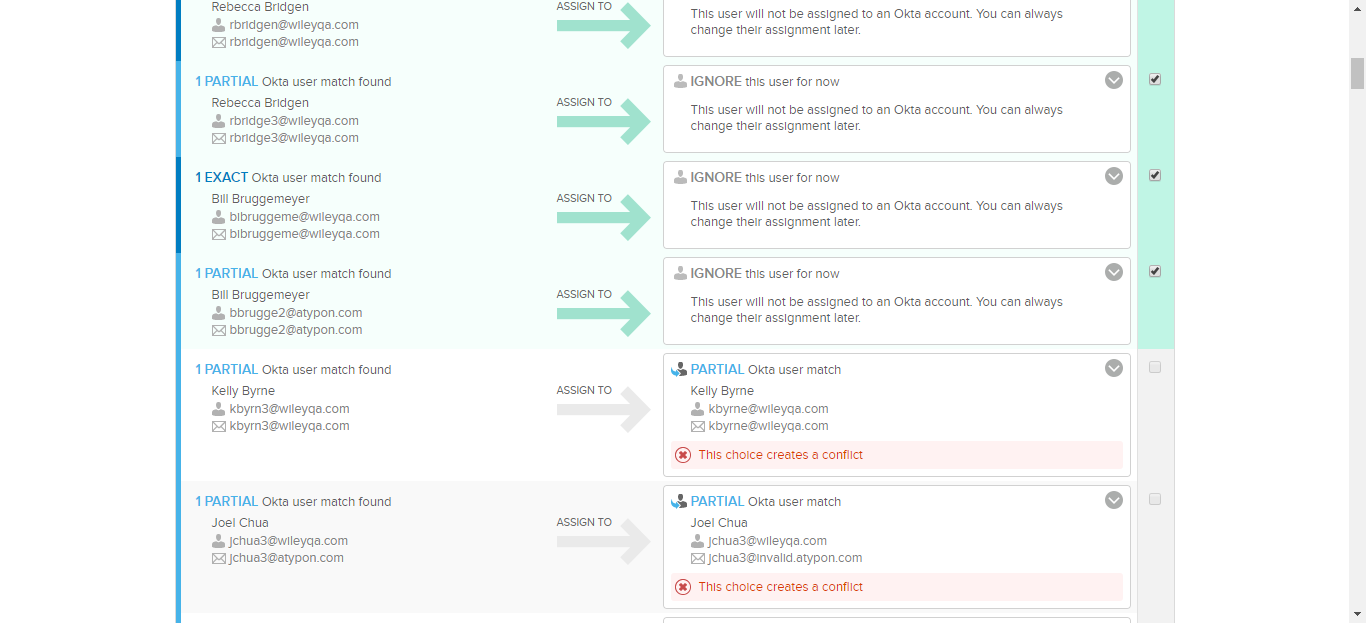 Rebecca Bridgen
rbridgen@wileyqa.com
rbridgen@wileyqa.com
ASSIGN TO
This user will not be assigned to an Okta account. You can always
change their assignment later.
1 PARTIAL Okta user match found
Rebecca Bridgen
rbridge3@wileyqa.com
rbridge3@wileyqa.com
ASSIGN TO
IGNORE this user for now
This user will not be assigned to an Okta account. You can always
change their assignment later.
1 EXACT Okta user match found
Bill Bruggemeyer
bibruggeme@wileyqa.com
bibruggeme@wileyqa.com
ASSIGN TO
IGNORE this user for now
This user will not be assigned to an Okta account. You can always
change their assignment later.
1 PARTIAL Okta user match found
Bill Bruggemeyer
bbrugge2@atypon.com
bbrugge2@atypon.com
ASSIGN TO
IGNORE this user for now
This user will not be assigned to an Okta account. You can always
change their assignment later.
1 PARTIAL Okta user match found
Kelly Byrne
kbyrn3@wileyqa.com
kbyrn3@wileyqa.com
ASSIGN TO
PARTIAL Okta user match
Kelly Byrne
kbyrne@wileyqa.com
kbyrne@wileyqa.com
This choice creates a conflict
1 PARTIAL Okta user match found
Joel Chua
jchua3@wileyqa.com
jchua3@atypon.com
ASSIGN TO
PARTIAL Okta user match
Joel Chua
jchua3@wileyqa.com
jchua3@invalid.atypon.com
This choice creates a conflict